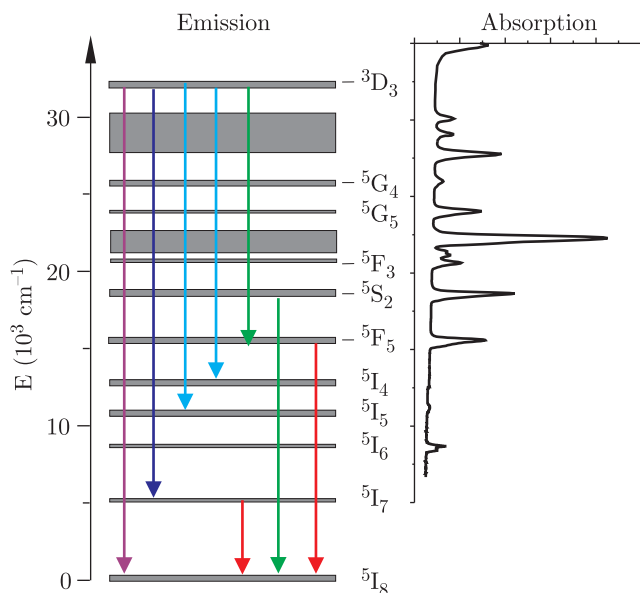 Emission
Absorption
E (10³ cm⁻¹)
30
20
10
0
³D₃
⁵G₄
⁵G₅
⁵F₃
⁵S₂
⁵F₅
⁵I₄
⁵I₅
⁵I₆
⁵I₇
⁵I₈